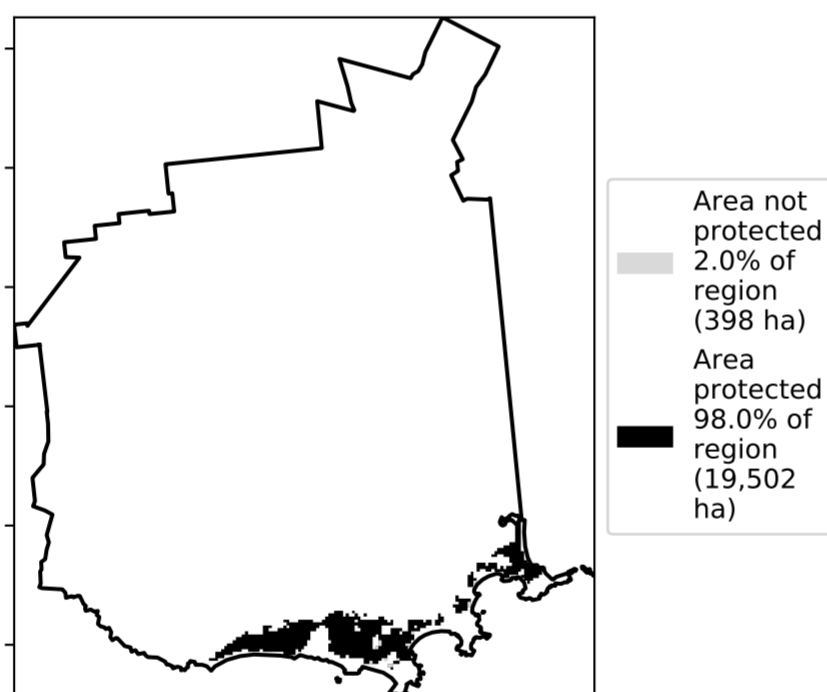 Area not
protected
2.0% of
region
(398 ha)
Area
protected
98.0% of
region
(19,502
ha)